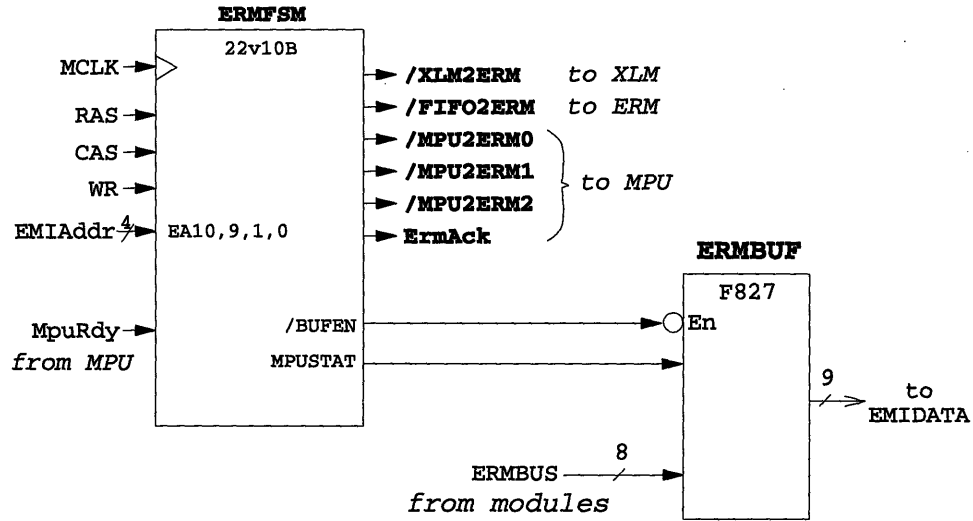 ERMFSM
22v10B
MCLK
RAS
CAS
WR
EMIAddr
4
EA10,9,1,0
MpuRdy
from MPU
/XLM2ERM to XLM
/FIFO2ERM to ERM
/MPU2ERM0
/MPU2ERM1
/MPU2ERM2
ErmAck
to MPU
/BUFEN
MPUSTAT
ERMBUF
F827
En
9
to
EMIDATA
8
ERMBUS
from modules